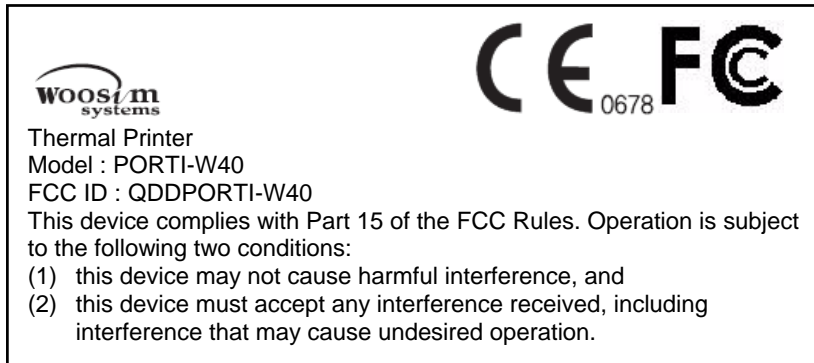 CE 0678 FC
Woosim
systems
Thermal Printer
Model : PORTI-W40
FCC ID : QDDPORTI-W40
This device complies with Part 15 of the FCC Rules. Operation is subject
to the following two conditions:
(1) this device may not cause harmful interference, and
(2) this device must accept any interference received, including
interference that may cause undesired operation.